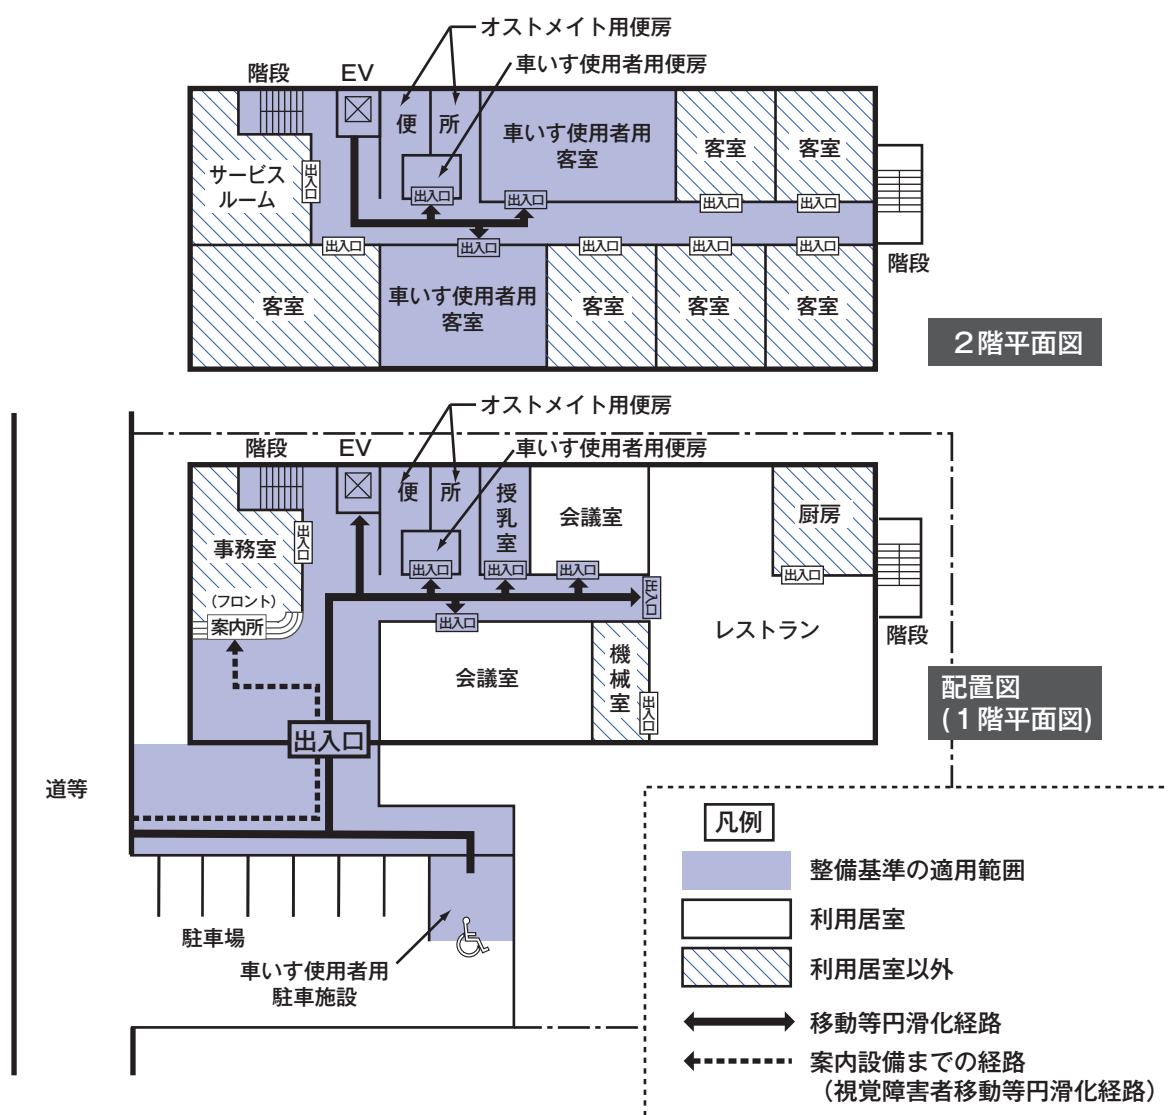 オストメイト用便房
車いす使用者用便房
階段
EV
便
所
車いす使用者用
客室
客室
客室
サービス
ルーム
出入口
出入口
出入口
出入口
出入口
出入口
出入口
出入口
出入口
出入口
階段
客室
車いす使用者用
客室
客室
客室
客室
2階平面図
オストメイト用便房
車いす使用者用便房
階段
EV
便
所
授乳室
会議室
厨房
事務室
出入口
出入口
出入口
出入口
出入口
出入口
(フロント)
案内所
出入口
レストラン
階段
会議室
機械室
出入口
配置図
(1階平面図)
出入口
道等
駐車場
車いす使用者用
駐車施設
凡例
整備基準の適用範囲
利用居室
利用居室以外
移動等円滑化経路
案内設備までの経路
(視覚障害者移動等円滑化経路)